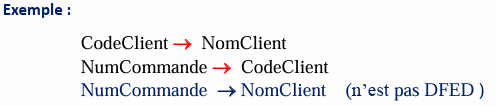 Exemple :
CodeClient → NomClient
NumCommande → CodeClient
NumCommande → NomClient (n'est pas DFED )